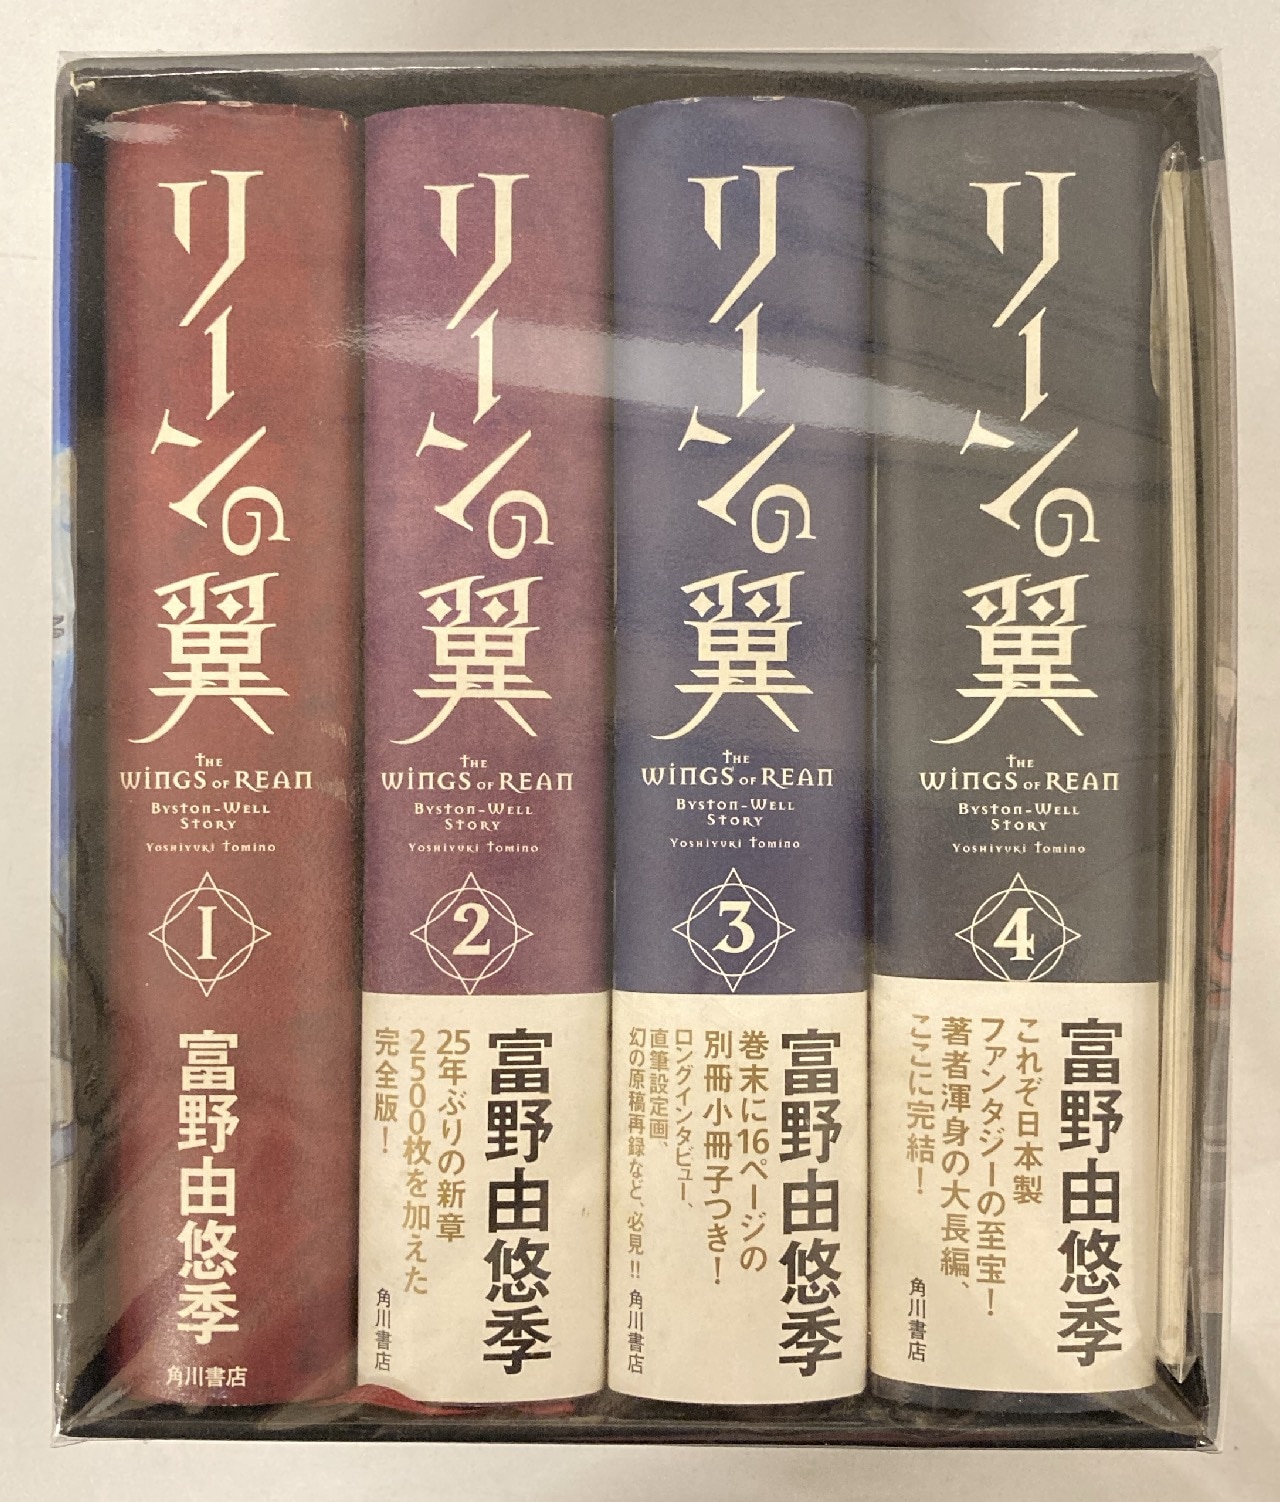 リーンの翼
THE
WINGS OF REAN
BYSTON-WELL
STORY
YOSHIYUKI TOMINO
1
富野由悠季
角川書店
リーンの翼
THE
WINGS OF REAN
BYSTON-WELL
STORY
YOSHIYUKI TOMINO
2
富野由悠季
25年ぶりの新章
2500枚を加えた
完全版!
角川書店
リーンの翼
THE
WINGS OF REAN
BYSTON-WELL
STORY
YOSHIYUKI TOMINO
3
富野由悠季
巻末に16ページの
別冊小冊子つき!
ロングインタビュー、
直筆設定画、
幻の原稿再録など、必見!!
角川書店
リーンの翼
THE
WINGS OF REAN
BYSTON-WELL
STORY
YOSHIYUKI TOMINO
4
富野由悠季
これぞ日本製
ファンタジーの至宝!
著者渾身の大長編、
ここに完結!
角川書店